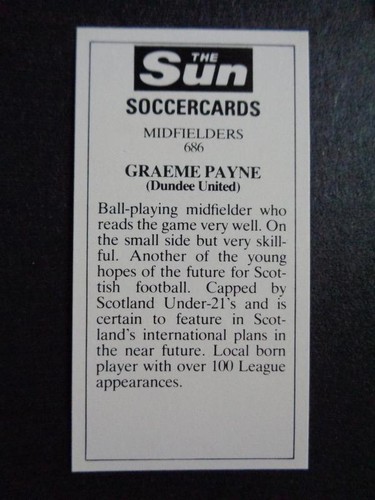 THE
Sun
SOCCERCARDS
MIDFIELDERS
686
GRAEME PAYNE
(Dundee United)
Ball-playing midfielder who
reads the game very well. On
the small side but very skill-
ful. Another of the young
hopes of the future for Scot-
tish football. Capped by
Scotland Under-21's and is
certain to feature in Scot-
land's international plans in
the near future. Local born
player with over 100 League
appearances.